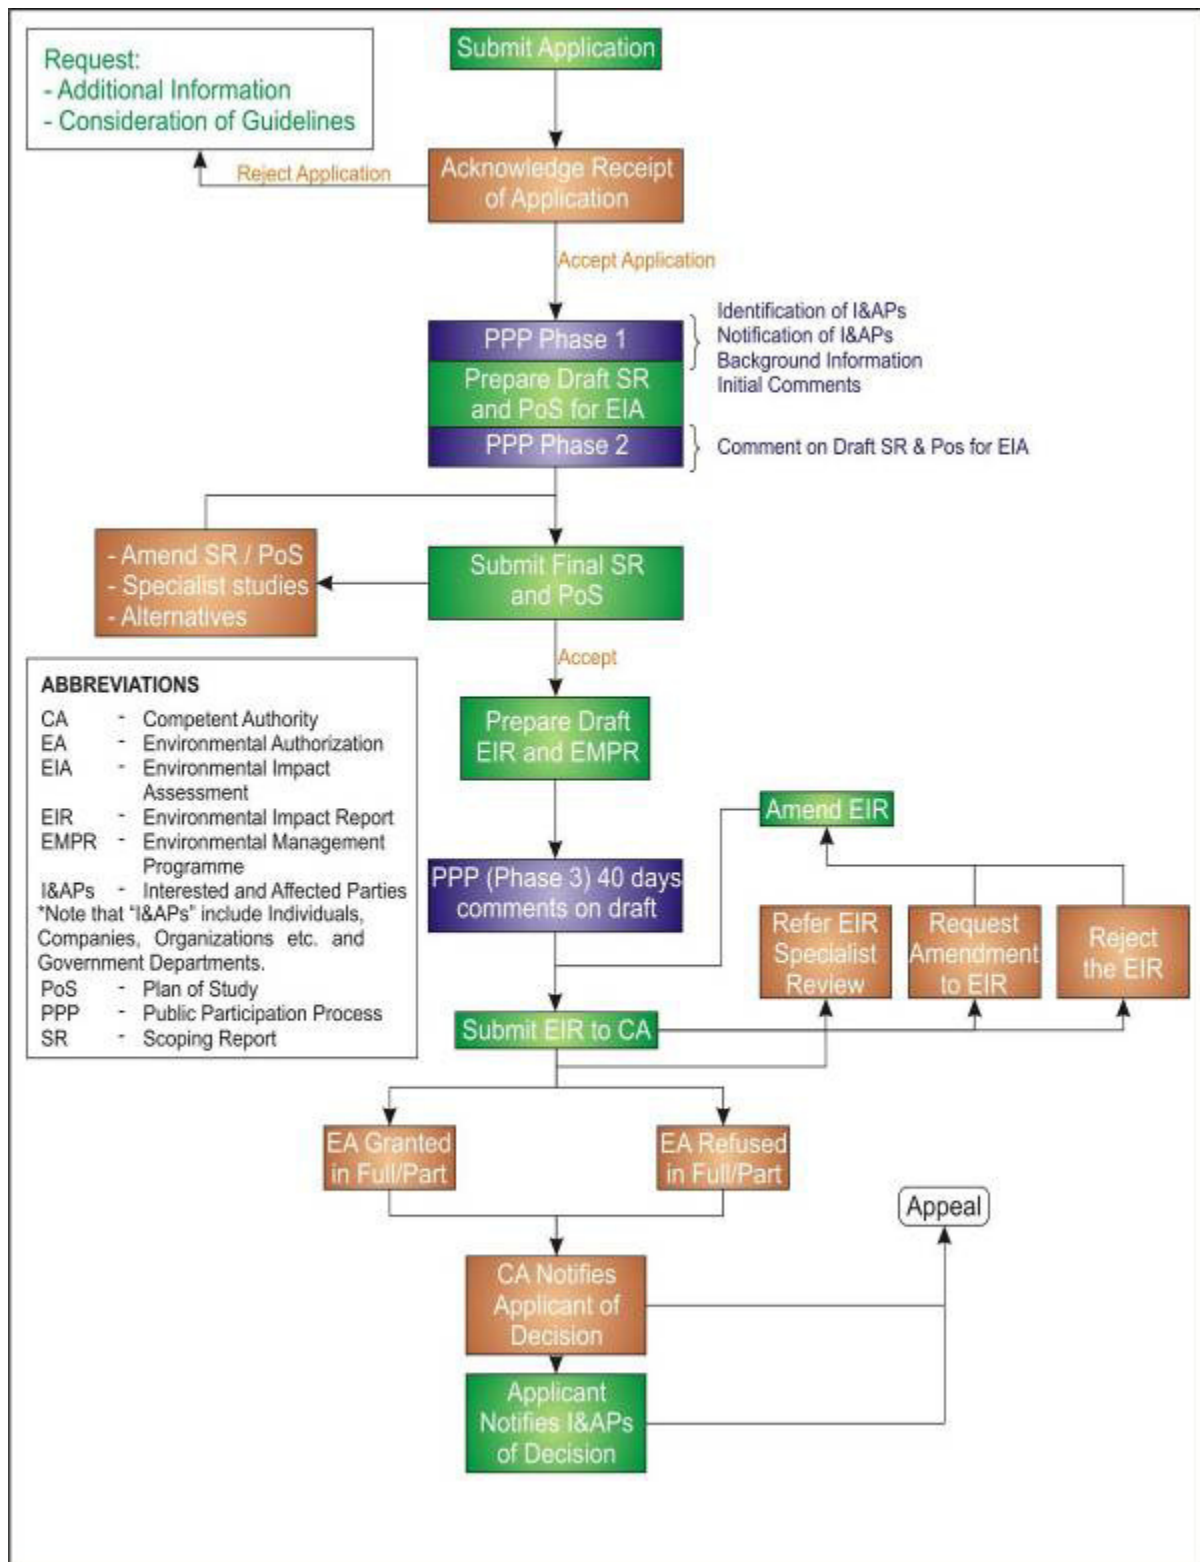 Submit Application
Request:
- Additional Information
- Consideration of Guidelines
Reject Application
Acknowledge Receipt
of Application
Accept Application
PPP Phase 1
Identification of I&APs
Notification of I&APs
Background Information
Initial Comments
Prepare Draft SR
and PoS for EIA
PPP Phase 2
Comment on Draft SR & Pos for EIA
- Amend SR / PoS
- Specialist studies
- Alternatives
Submit Final SR
and PoS
Accept
ABBREVIATIONS
CA - Competent Authority
EA - Environmental Authorization
EIA - Environmental Impact
Assessment
EIR - Environmental Impact Report
EMPR - Environmental Management
Programme
I&APs - Interested and Affected Parties
*Note that "I&APs" include Individuals,
Companies, Organizations etc. and
Government Departments.
PoS - Plan of Study
PPP - Public Participation Process
SR - Scoping Report
Prepare Draft
EIR and EMPR
Amend EIR
PPP (Phase 3) 40 days
comments on draft
Refer EIR
Specialist
Review
Request
Amendment
to EIR
Reject
the EIR
Submit EIR to CA
EA Granted
in Full/Part
EA Refused
in Full/Part
Appeal
CA Notifies
Applicant of
Decision
Applicant
Notifies I&APs
of Decision